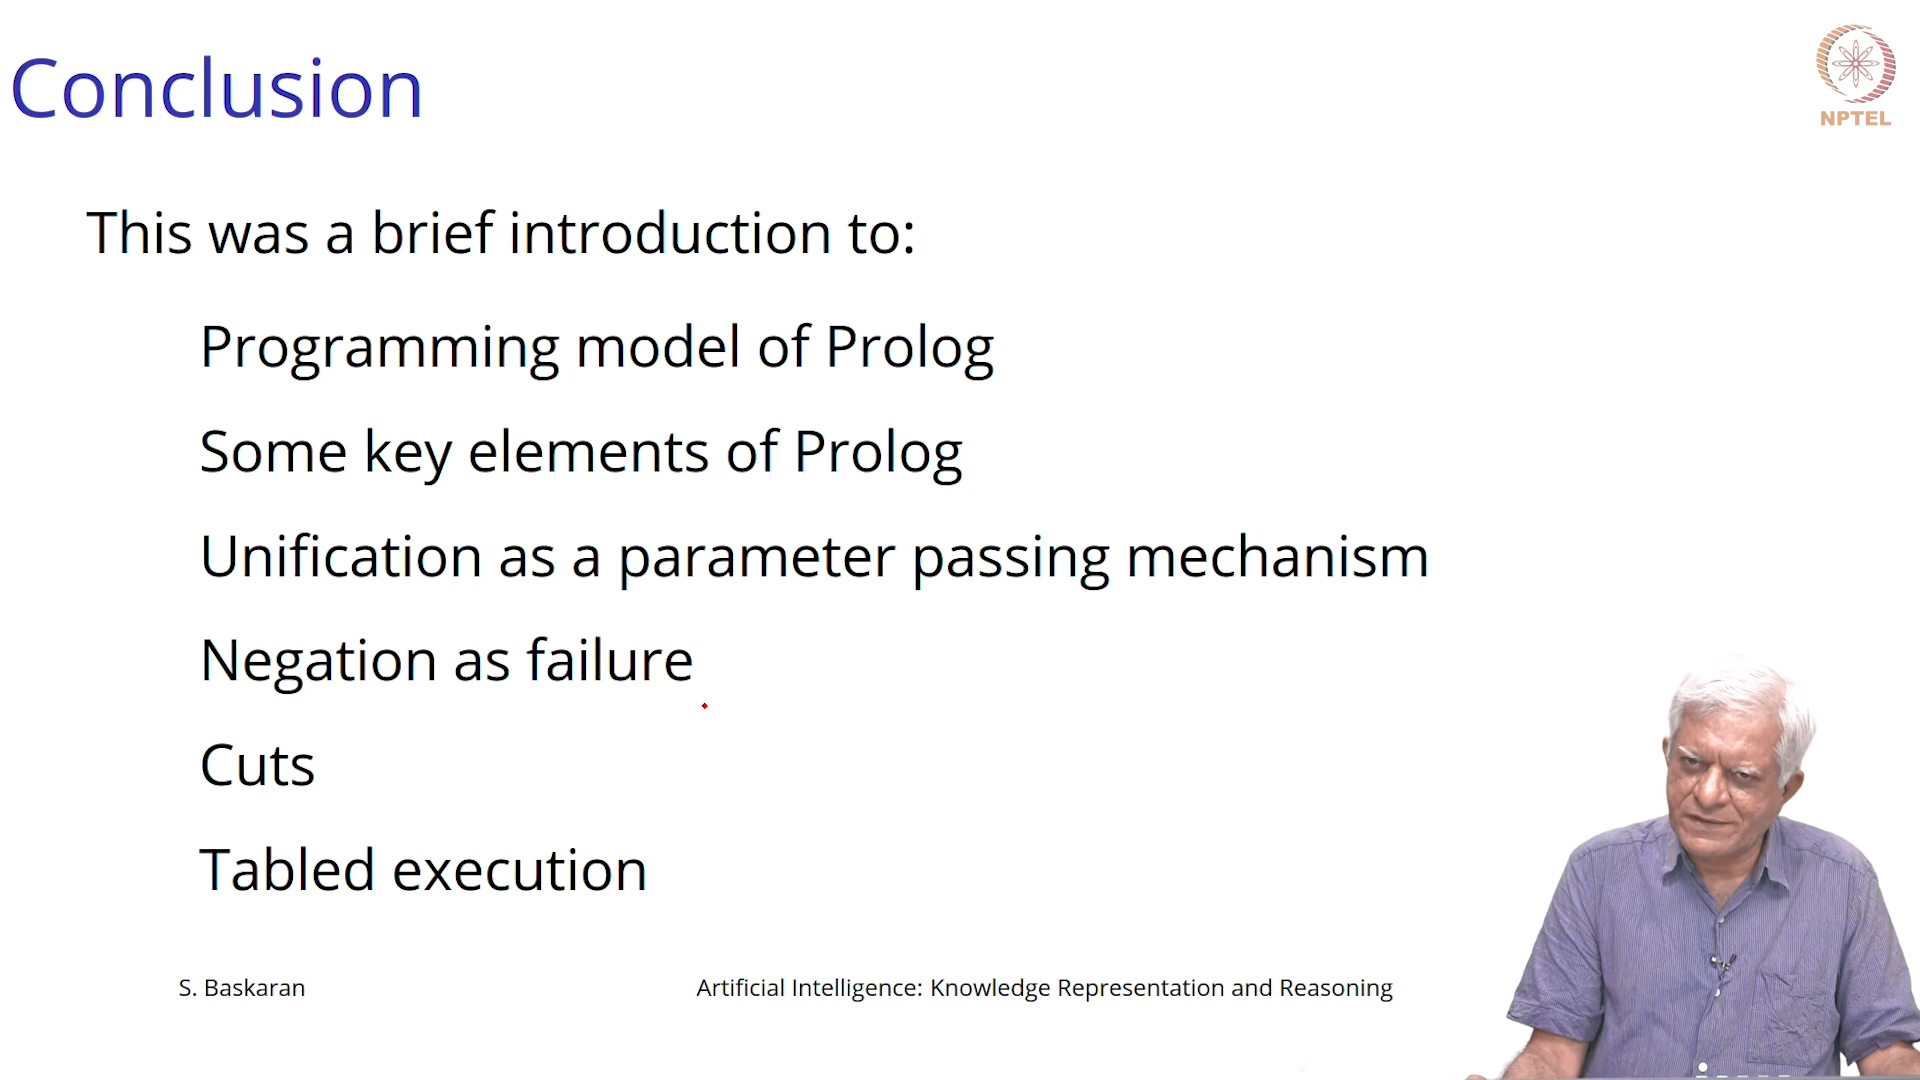 Conclusion
NPTEL
This was a brief introduction to:
Programming model of Prolog
Some key elements of Prolog
Unification as a parameter passing mechanism
Negation as failure
Cuts
Tabled execution
S. Baskaran
Artificial Intelligence: Knowledge Representation and Reasoning